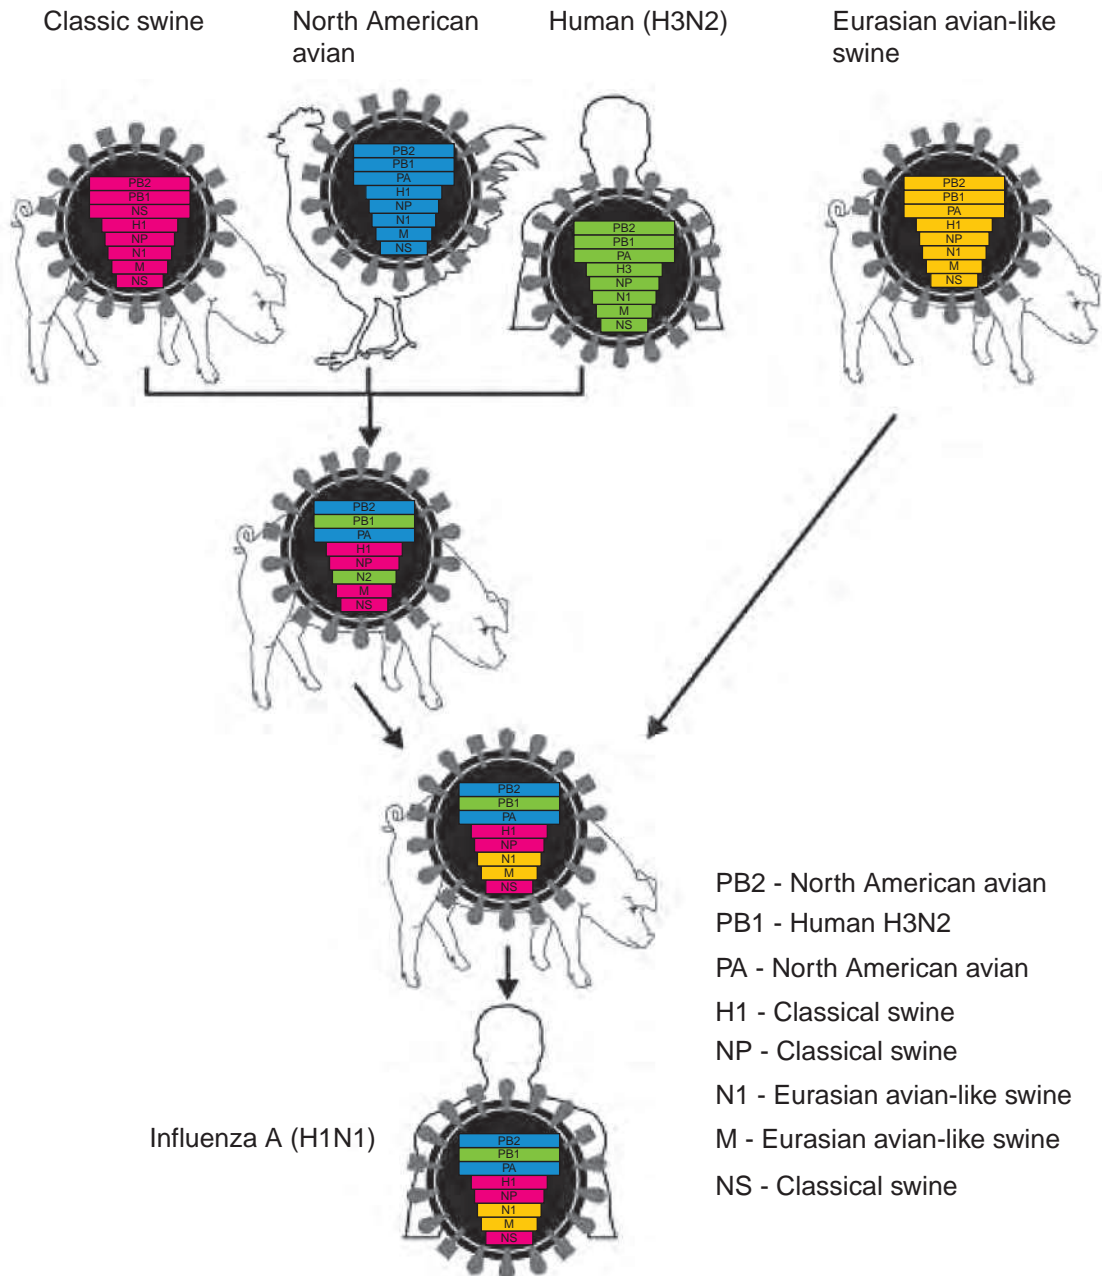 Classic swine
North American
avian
Human (H3N2)
Eurasian avian-like
swine
PB2
PB1
NS
H1
NP
N1
M
NS
PB2
PB1
PA
H1
NP
N1
M
NS
PB2
PB1
PA
H3
NP
N1
M
NS
PB2
PB1
PA
H1
NP
N1
M
NS
PB2
PB1
PA
H1
NP
N2
M
NS
PB2
PB1
PA
H1
NP
N1
M
NS
PB2 - North American avian
PB1 - Human H3N2
PA - North American avian
H1 - Classical swine
NP - Classical swine
N1 - Eurasian avian-like swine
M - Eurasian avian-like swine
NS - Classical swine
Influenza A (H1N1)
PB2
PB1
PA
H1
NP
N1
M
NS